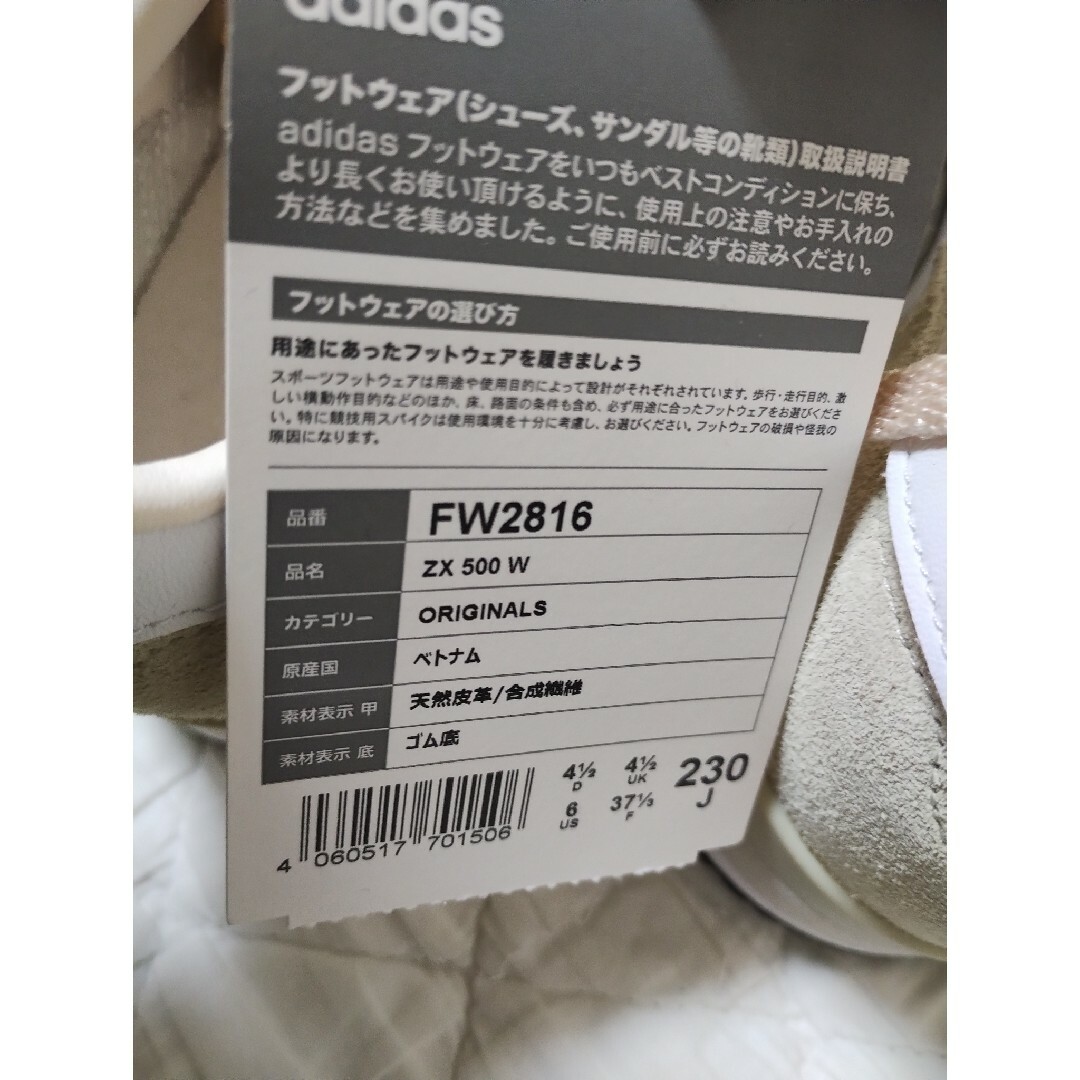 adidas
フットウェア(シューズ、サンダル等の靴類)取扱説明書
adidas フットウェアをいつもベストコンディションに保ち、
より長くお使い頂けるように、使用上の注意やお手入れの
方法などを集めました。ご使用前に必ずお読みください。
フットウェアの選び方
用途にあったフットウェアを履きましょう
スポーツフットウェアは用途や使用目的によって設計がそれぞれされています。歩行・走行目的、激
しい横動作目的などのほか、床、路面の条件も含め、必ず用途に合ったフットウェアをお選びくださ
い。特に競技用スパイクは使用環境を十分に考慮し、お選びください。フットウェアの破損や怪我の
原因になります。
品番 FW2816
品名 ZX 500 W
カテゴリー ORIGINALS
原産国 ベトナム
素材表示 甲 天然皮革/合成繊維
素材表示 底 ゴム底
4½ 4½ 230
D UK J
6 37⅓
US F
4 060517 701506